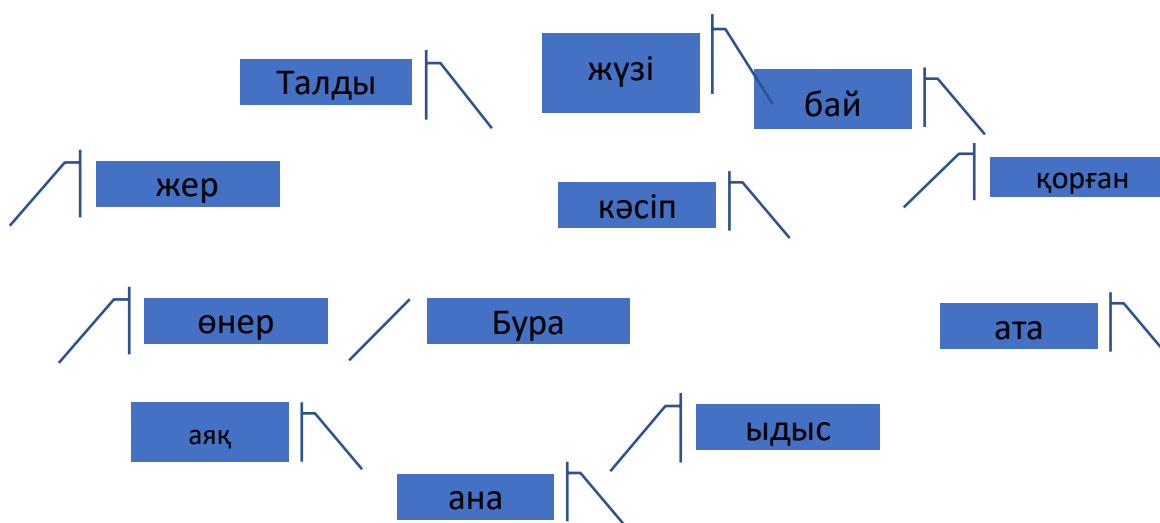 жүзі
Талды
бай
жер
қорған
кәсіп
өнер
Бура
ата
аяқ
ыдыс
ана